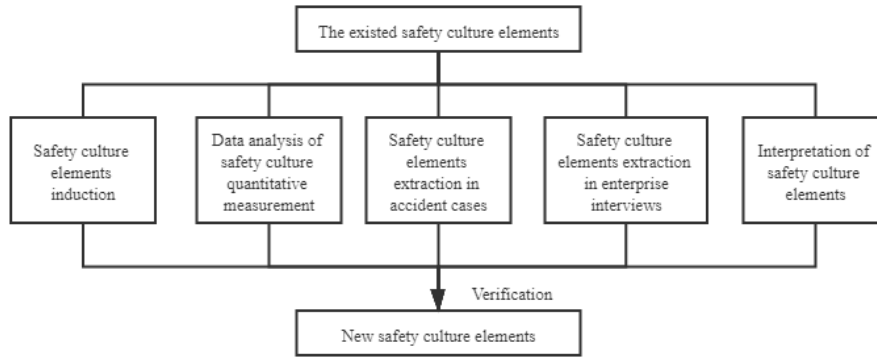 The existed safety culture elements
Safety culture
elements
induction
Data analysis of
safety culture
quantitative
measurement
Safety culture
elements
extraction in
accident cases
Safety culture
elements extraction
in enterprise
interviews
Interpretation of
safety culture
elements
Verification
New safety culture elements